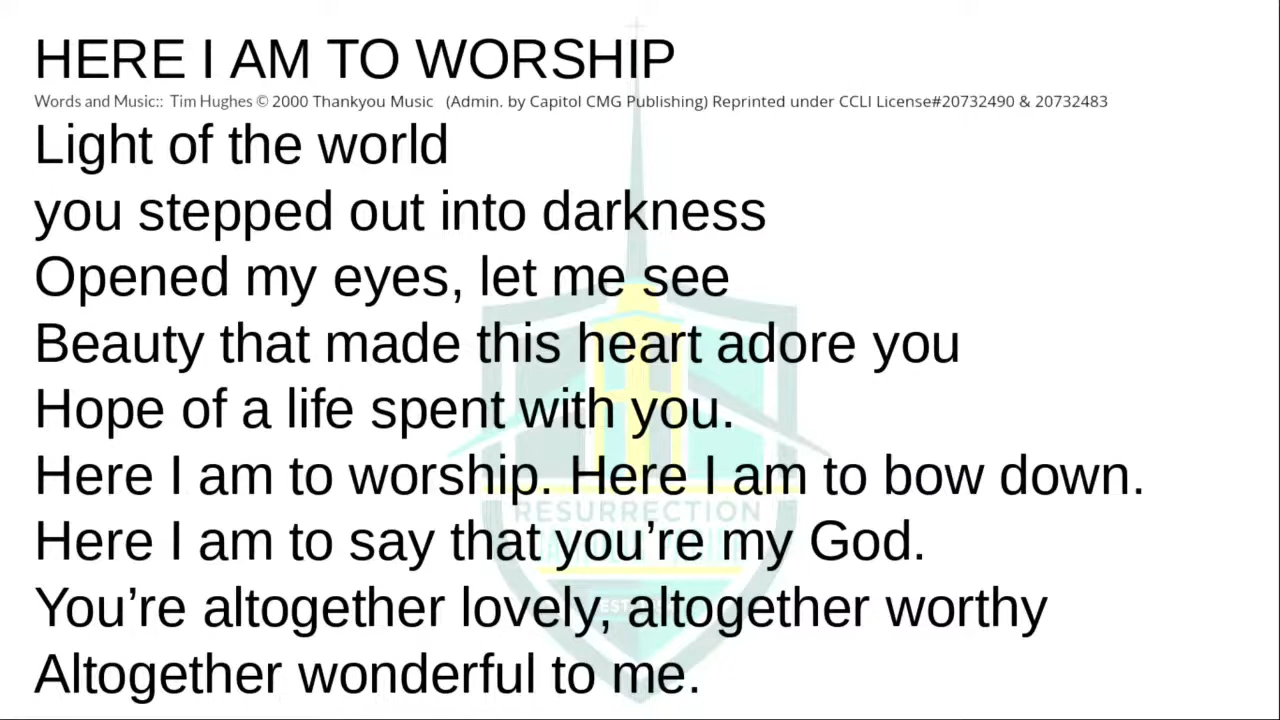 HERE I AM TO WORSHIP
Words and Music:: Tim Hughes © 2000 Thankyou Music (Admin. by Capitol CMG Publishing) Reprinted under CCLI License#20732490 & 20732483
Light of the world
you stepped out into darkness
Opened my eyes, let me see
Beauty that made this heart adore you
Hope of a life spent with you.
Here I am to worship. Here I am to bow down.
Here I am to say that you’re my God.
You’re altogether lovely, altogether worthy
Altogether wonderful to me.
RESURRECTION